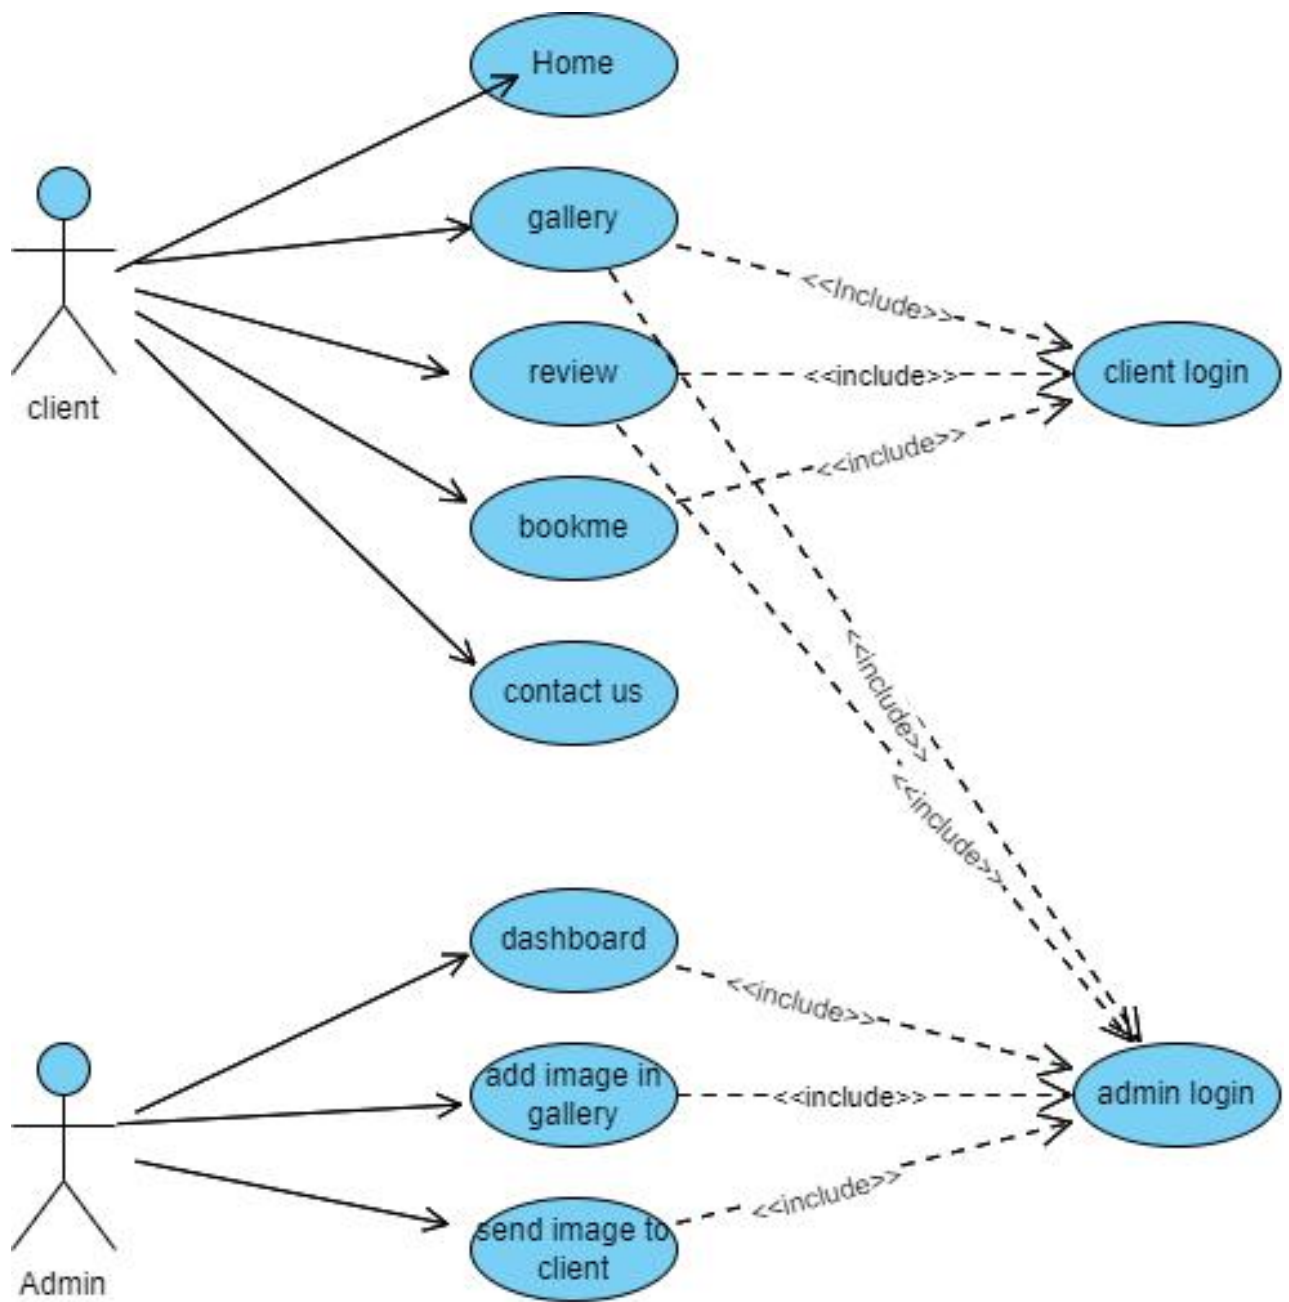 Home
gallery
<<Include>>
review
<<include>>
client login
client
<<include>>
bookme
<<include>>
contact us
<<include>>
dashboard
<<include>>
add image in
gallery
<<include>>
admin login
<<include>>
send image to
client
Admin